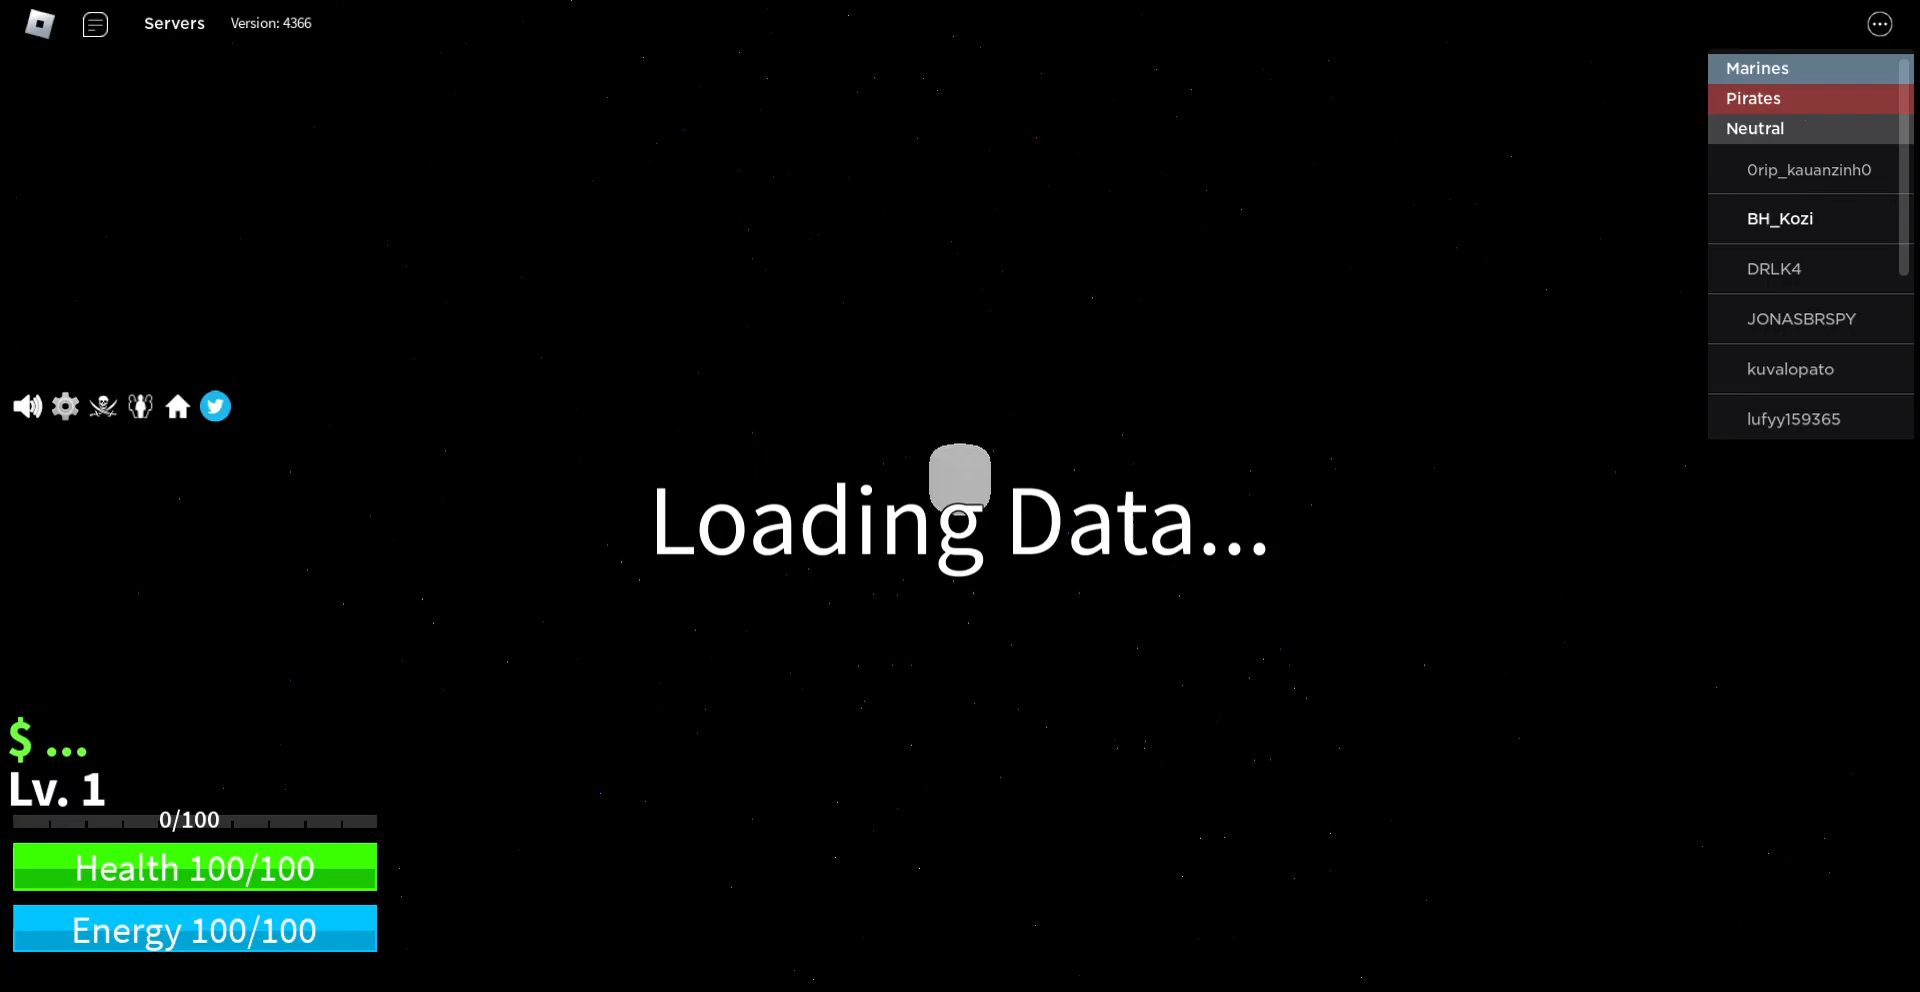 Servers
Version: 4366
Marines
Pirates
Neutral
0rip_kauanzinh0
BH_Kozi
DRLK4
JONASBRSPY
kuvalopato
lufyy159365
Loading Data...
$ ...
Lv. 1
0/100
Health 100/100
Energy 100/100